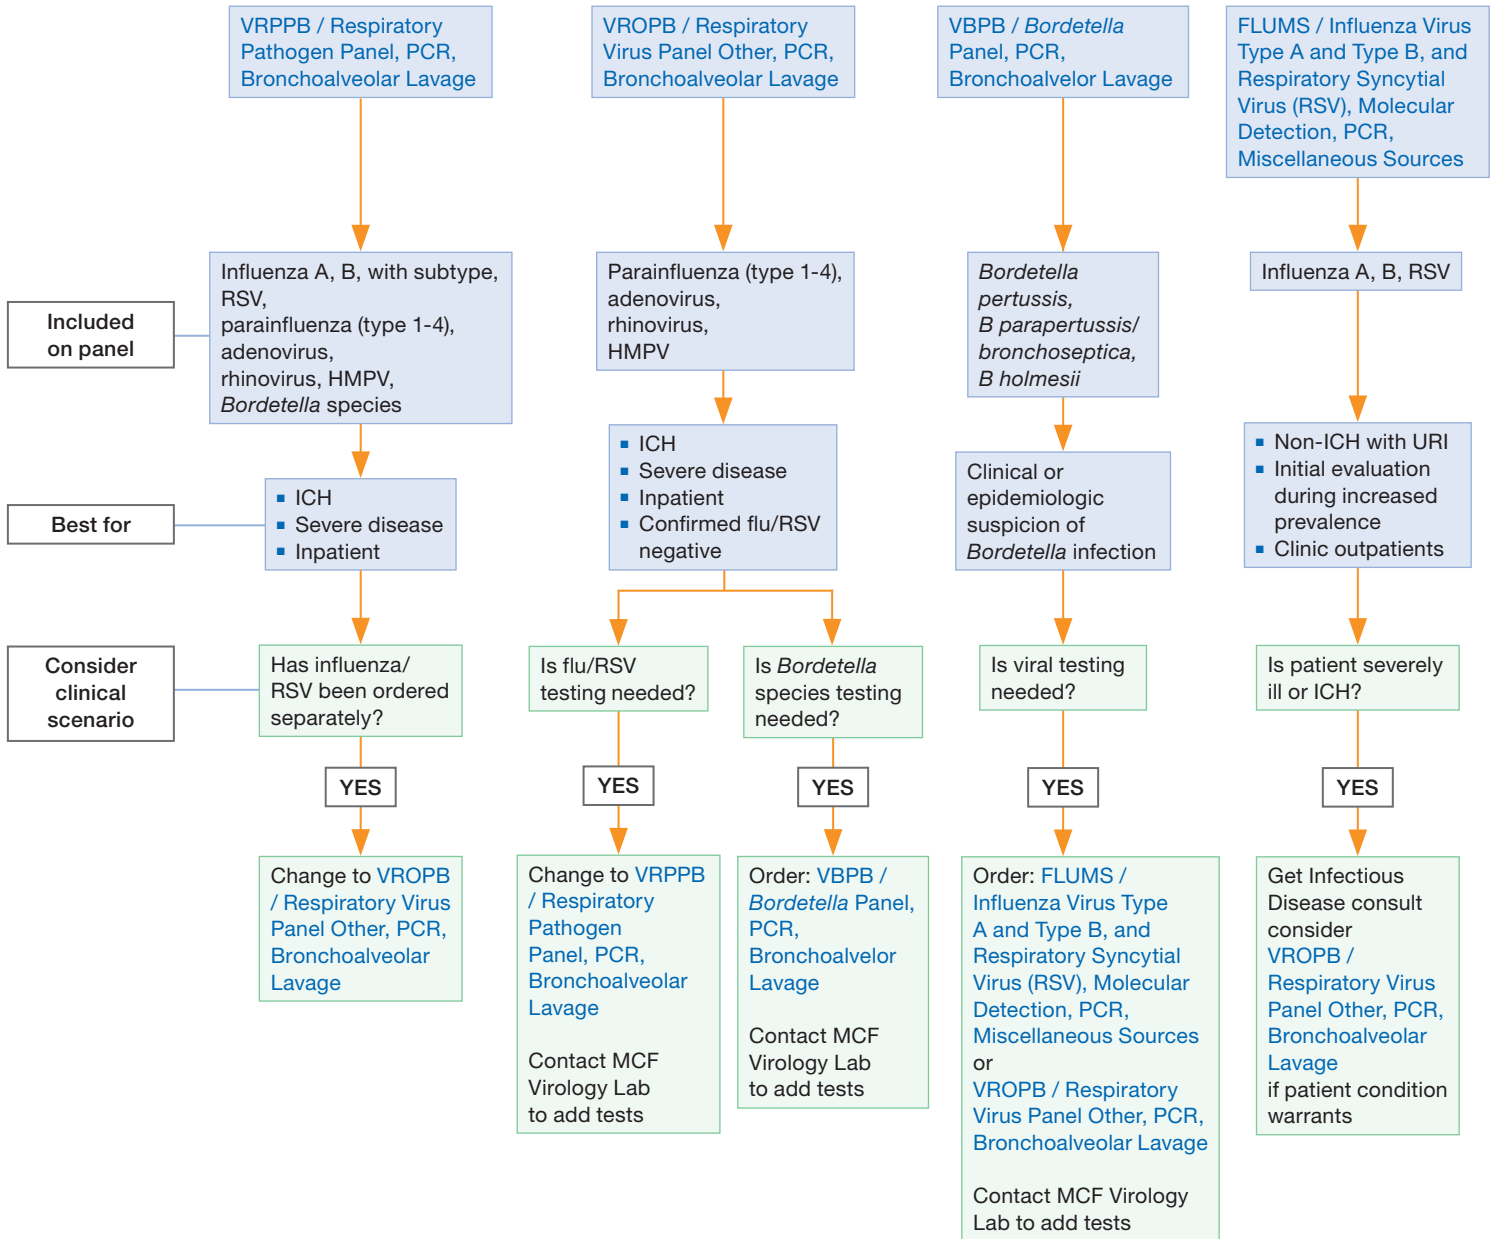 VRPPB / Respiratory
Pathogen Panel, PCR,
Bronchoalveolar Lavage
VROPB / Respiratory
Virus Panel Other, PCR,
Bronchoalveolar Lavage
VBPB / Bordetella
Panel, PCR,
Bronchoalvelor Lavage
FLUMS / Influenza Virus
Type A and Type B, and
Respiratory Syncytial
Virus (RSV), Molecular
Detection, PCR,
Miscellaneous Sources
Included
on panel
Influenza A, B, with subtype,
RSV,
parainfluenza (type 1-4),
adenovirus,
rhinovirus, HMPV,
Bordetella species
Parainfluenza (type 1-4),
adenovirus,
rhinovirus,
HMPV
Bordetella
pertussis,
B parapertussis/
bronchoseptica,
B holmesii
Influenza A, B, RSV
Best for
ICH
Severe disease
Inpatient
ICH
Severe disease
Inpatient
Confirmed flu/RSV
negative
Clinical or
epidemiologic
suspicion of
Bordetella infection
Non-ICH with URI
Initial evaluation
during increased
prevalence
Clinic outpatients
Consider
clinical
scenario
Has influenza/
RSV been ordered
separately?
Is flu/RSV
testing needed?
Is Bordetella
species testing
needed?
Is viral testing
needed?
Is patient severely
ill or ICH?
YES
YES
YES
YES
YES
Change to VROPB
/ Respiratory Virus
Panel Other, PCR,
Bronchoalveolar
Lavage
Change to VRPPB
/ Respiratory
Pathogen
Panel, PCR,
Bronchoalveolar
Lavage
Contact MCF
Virology Lab
to add tests
Order: VBPB /
Bordetella Panel,
PCR,
Bronchoalvelor
Lavage
Contact MCF
Virology Lab
to add tests
Order: FLUMS /
Influenza Virus Type
A and Type B, and
Respiratory Syncytial
Virus (RSV), Molecular
Detection, PCR,
Miscellaneous Sources
or
VROPB / Respiratory
Virus Panel Other, PCR,
Bronchoalveolar Lavage
Contact MCF Virology
Lab to add tests
Get Infectious
Disease consult
consider
VROPB /
Respiratory Virus
Panel Other, PCR,
Bronchoalveolar
Lavage
if patient condition
warrants